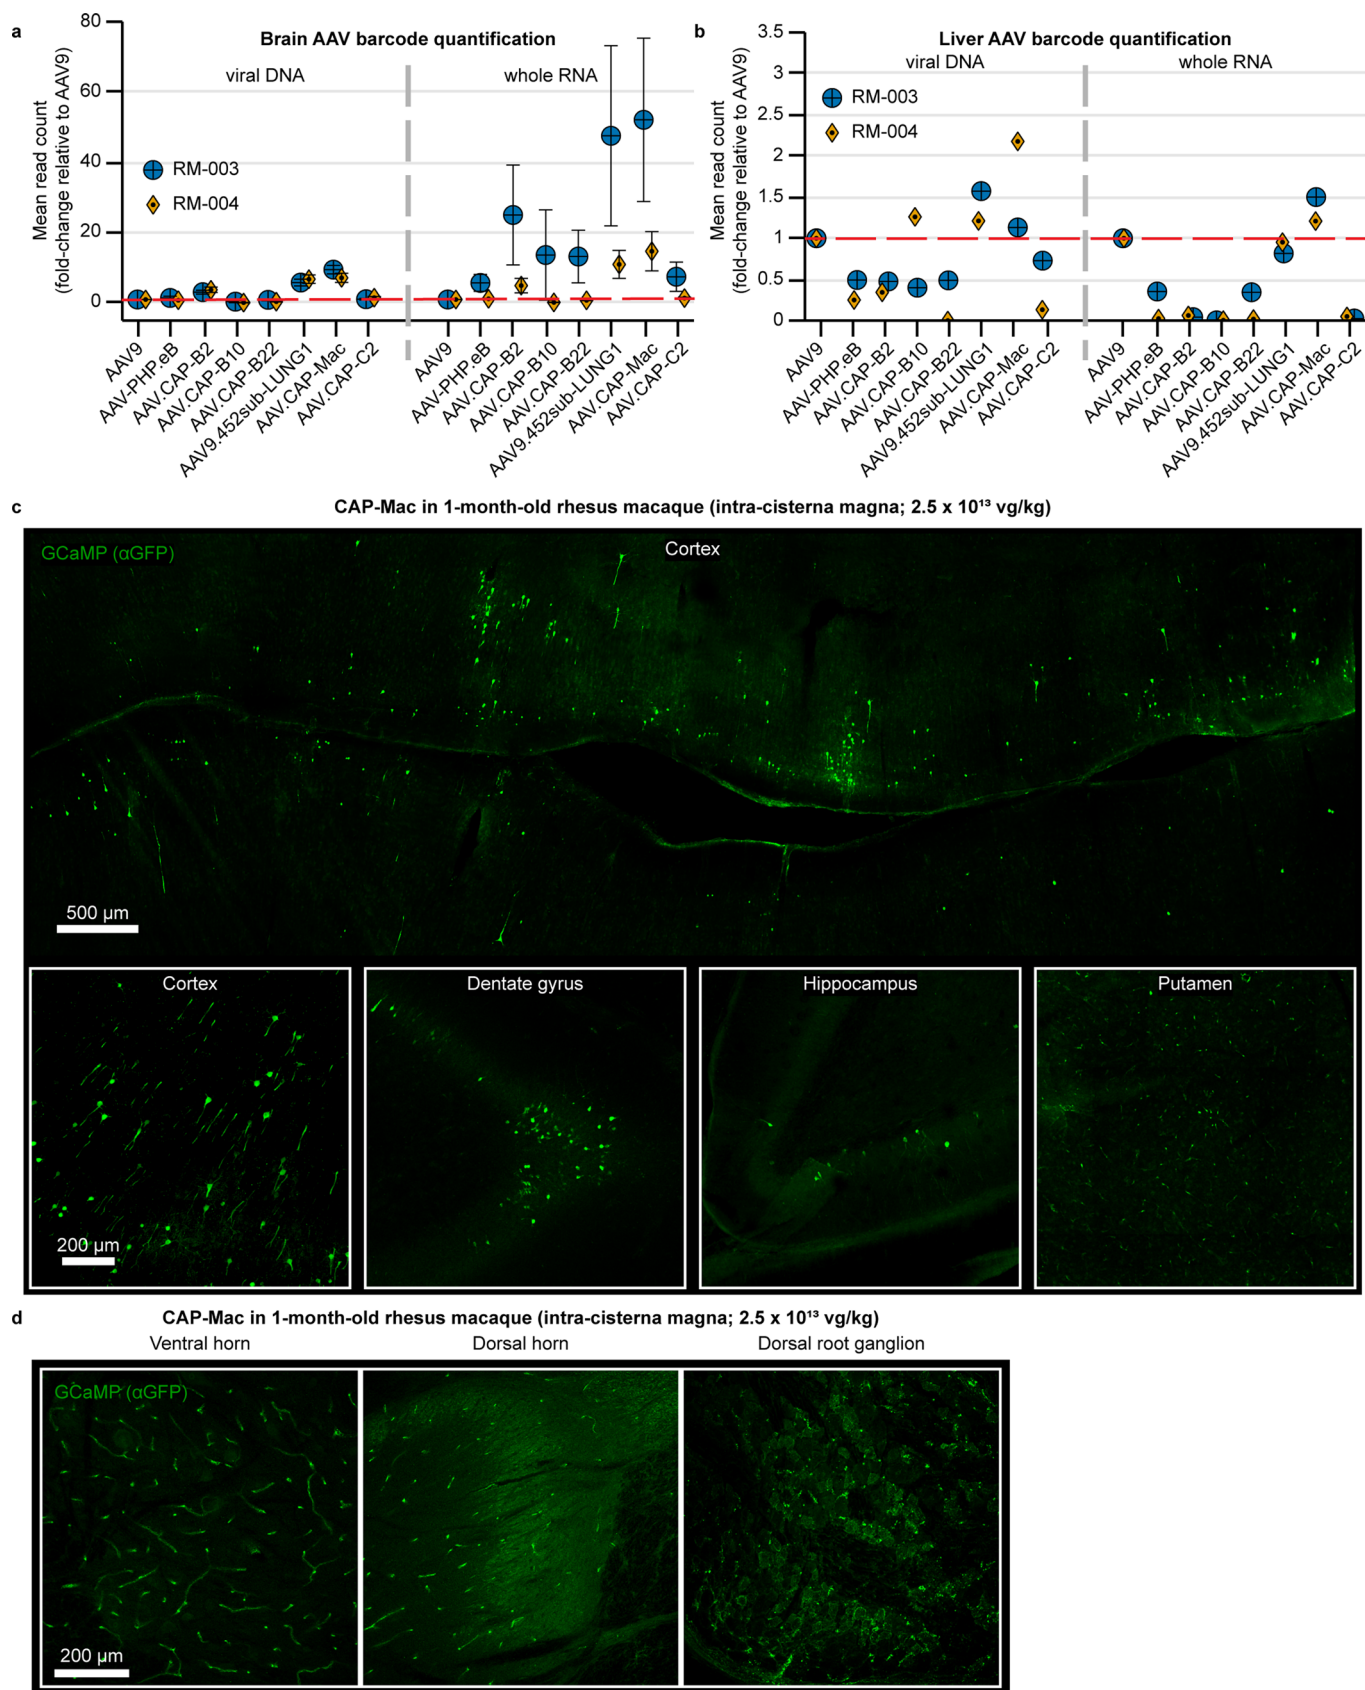 a
Brain AAV barcode quantification
viral DNA
whole RNA
Mean read count
(fold-change relative to AAV9)
80
60
40
20
0
RM-003
RM-004
AAV9
AAV-PHP.eB
AAV.CAP-B2
AAV.CAP-B10
AAV.CAP-B22
AAV9.452sub-LUNG1
AAV.CAP-Mac
AAV.CAP-C2
AAV9
AAV-PHP.eB
AAV.CAP-B2
AAV.CAP-B10
AAV.CAP-B22
AAV9.452sub-LUNG1
AAV.CAP-Mac
AAV.CAP-C2
b
Liver AAV barcode quantification
viral DNA
whole RNA
Mean read count
(fold-change relative to AAV9)
3.5
3
2.5
2
1.5
1
0.5
0
RM-003
RM-004
AAV9
AAV-PHP.eB
AAV.CAP-B2
AAV.CAP-B10
AAV.CAP-B22
AAV9.452sub-LUNG1
AAV.CAP-Mac
AAV.CAP-C2
AAV9
AAV-PHP.eB
AAV.CAP-B2
AAV.CAP-B10
AAV.CAP-B22
AAV9.452sub-LUNG1
AAV.CAP-Mac
AAV.CAP-C2
c
CAP-Mac in 1-month-old rhesus macaque (intra-cisterna magna; 2.5 x 10¹³ vg/kg)
GCaMP (αGFP)
Cortex
500 µm
Cortex
Dentate gyrus
Hippocampus
Putamen
200 µm
d
CAP-Mac in 1-month-old rhesus macaque (intra-cisterna magna; 2.5 x 10¹³ vg/kg)
Ventral horn
Dorsal horn
Dorsal root ganglion
GCaMP (αGFP)
200 µm